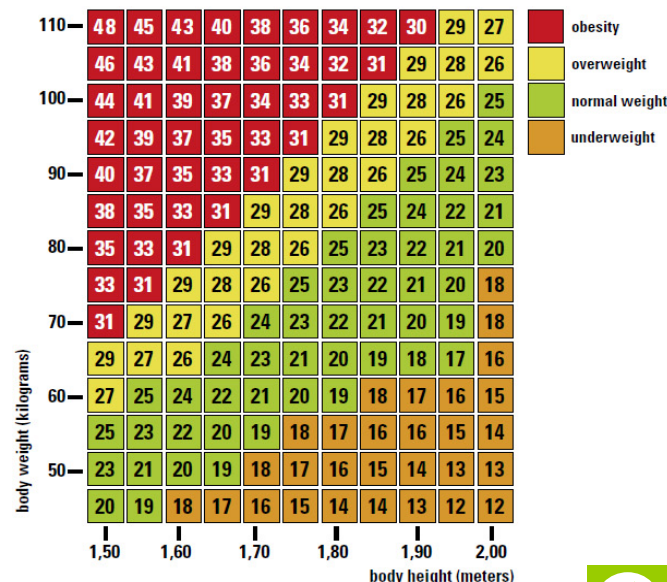 110 48 45 43 40 38 36 34 32 30 29 27
46 43 41 38 36 34 32 31 29 28 26
100 44 41 39 37 34 33 31 29 28 26 25
42 39 37 35 33 31 29 28 26 25 24
90 40 37 35 33 31 29 28 26 25 24 23
38 35 33 31 29 28 26 25 24 22 21
80 35 33 31 29 28 26 25 23 22 21 20
33 31 29 28 26 25 23 22 21 20 18
70 31 29 27 26 24 23 22 21 20 19 18
29 27 26 24 23 21 20 19 18 17 16
60 27 25 24 22 21 20 19 18 17 16 15
25 23 22 20 19 18 17 16 16 15 14
50 23 21 20 19 18 17 16 15 14 13 13
20 19 18 17 16 15 14 14 13 12 12
1,50 1,60 1,70 1,80 1,90 2,00
body height (meters)
body weight (kilograms)
obesity
overweight
normal weight
underweight